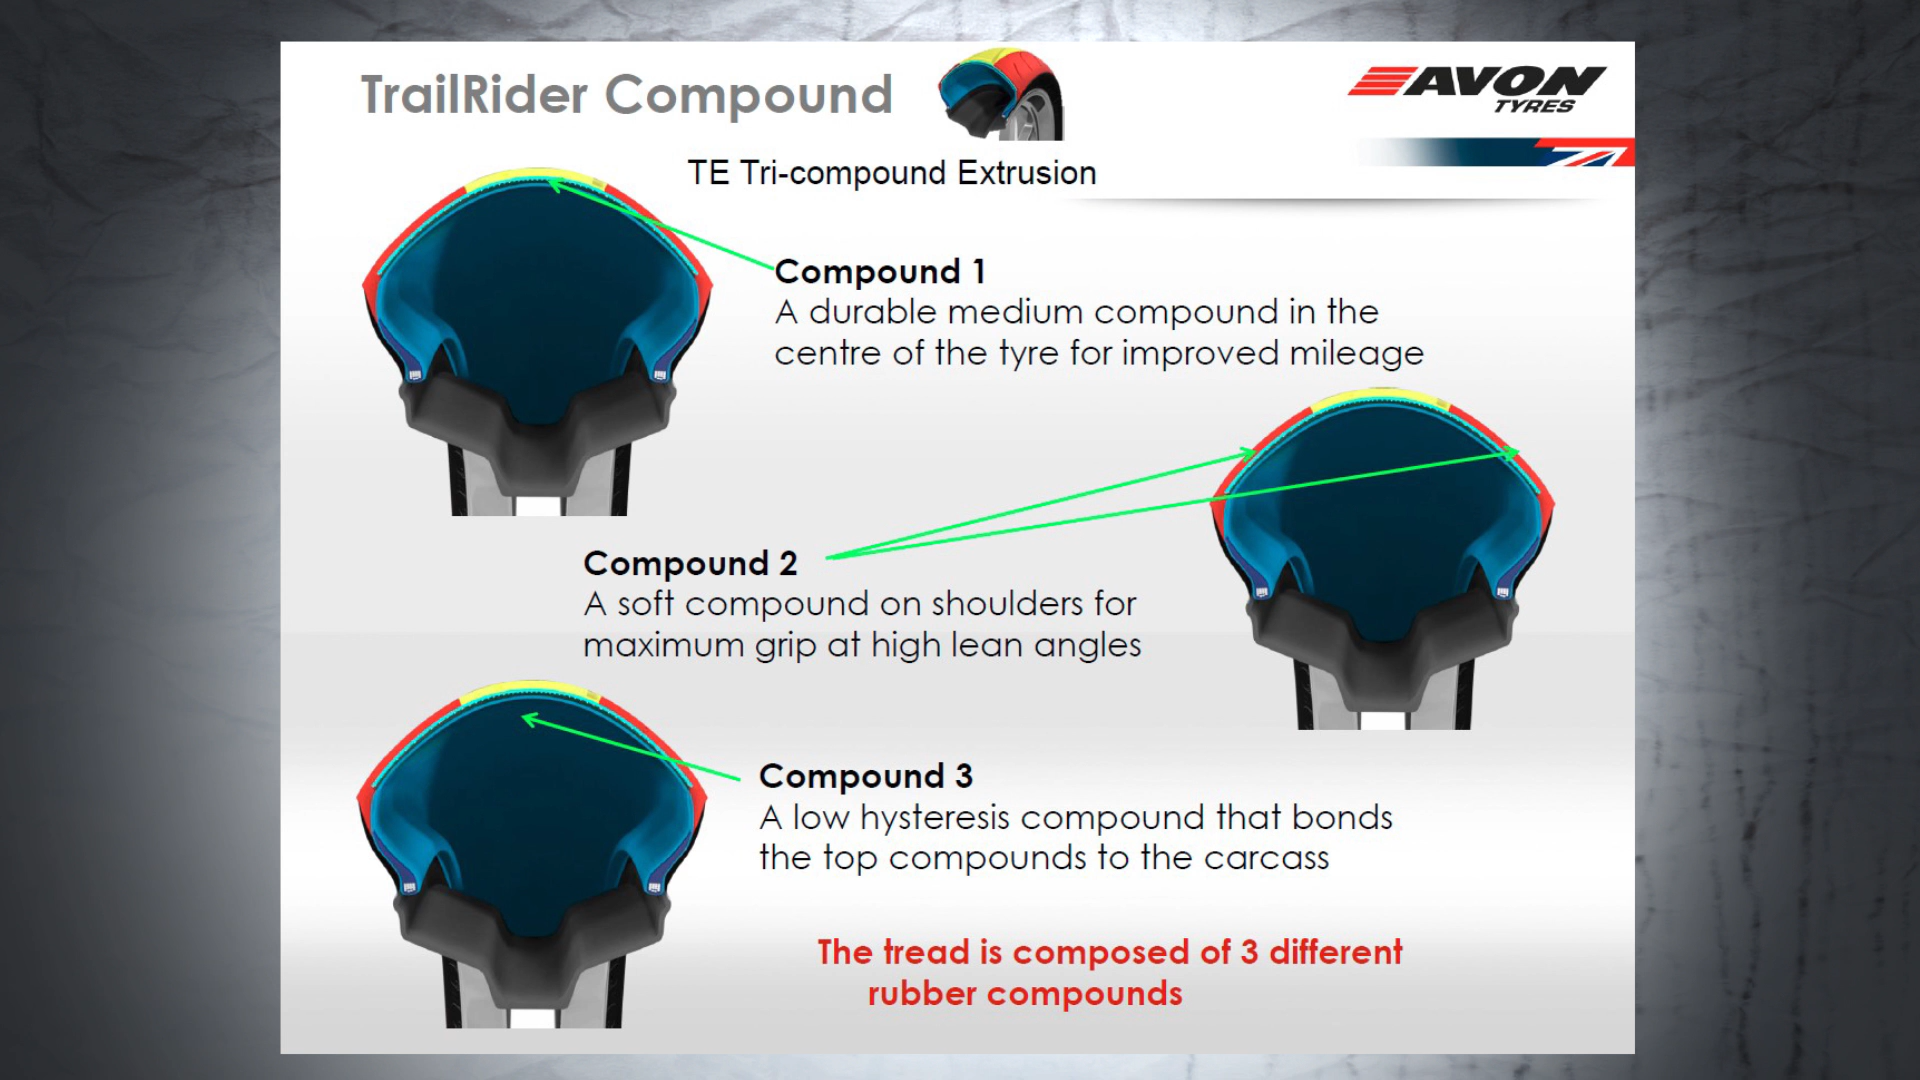 TrailRider Compound
AVON
TYRES
TE Tri-compound Extrusion
Compound 1
A durable medium compound in the
centre of the tyre for improved mileage
Compound 2
A soft compound on shoulders for
maximum grip at high lean angles
Compound 3
A low hysteresis compound that bonds
the top compounds to the carcass
The tread is composed of 3 different
rubber compounds